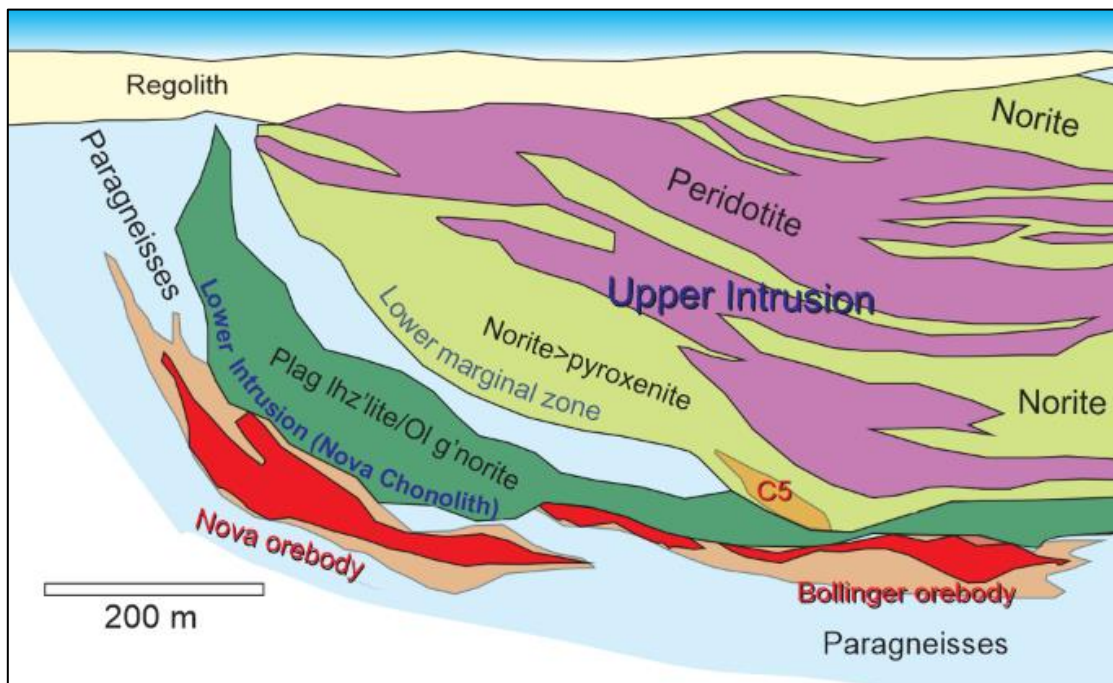 Regolith
Paragneisses
Norite
Peridotite
Upper Intrusion
Lower Intrusion (Nova Chonolith)
Plag lhz'lite/Ol g'norite
Lower marginal zone
Norite>pyroxenite
Norite
C5
Nova orebody
Bollinger orebody
200 m
Paragneisses